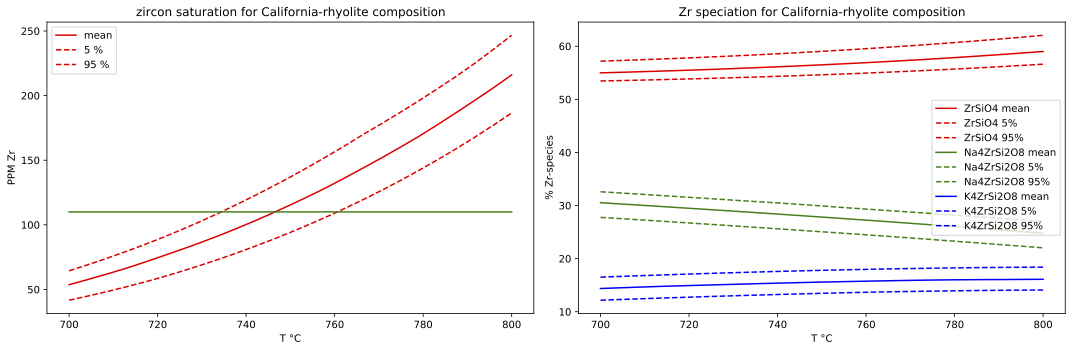 zircon saturation for California-rhyolite composition
250
200
150
100
50
PPM Zr
mean
5 %
95 %
700
720
740
760
780
800
T °C
Zr speciation for California-rhyolite composition
60
50
40
30
20
10
% Zr-species
ZrSiO4 mean
ZrSiO4 5%
ZrSiO4 95%
Na4ZrSi2O8 mean
Na4ZrSi2O8 5%
Na4ZrSi2O8 95%
K4ZrSi2O8 mean
K4ZrSi2O8 5%
K4ZrSi2O8 95%
700
720
740
760
780
800
T °C